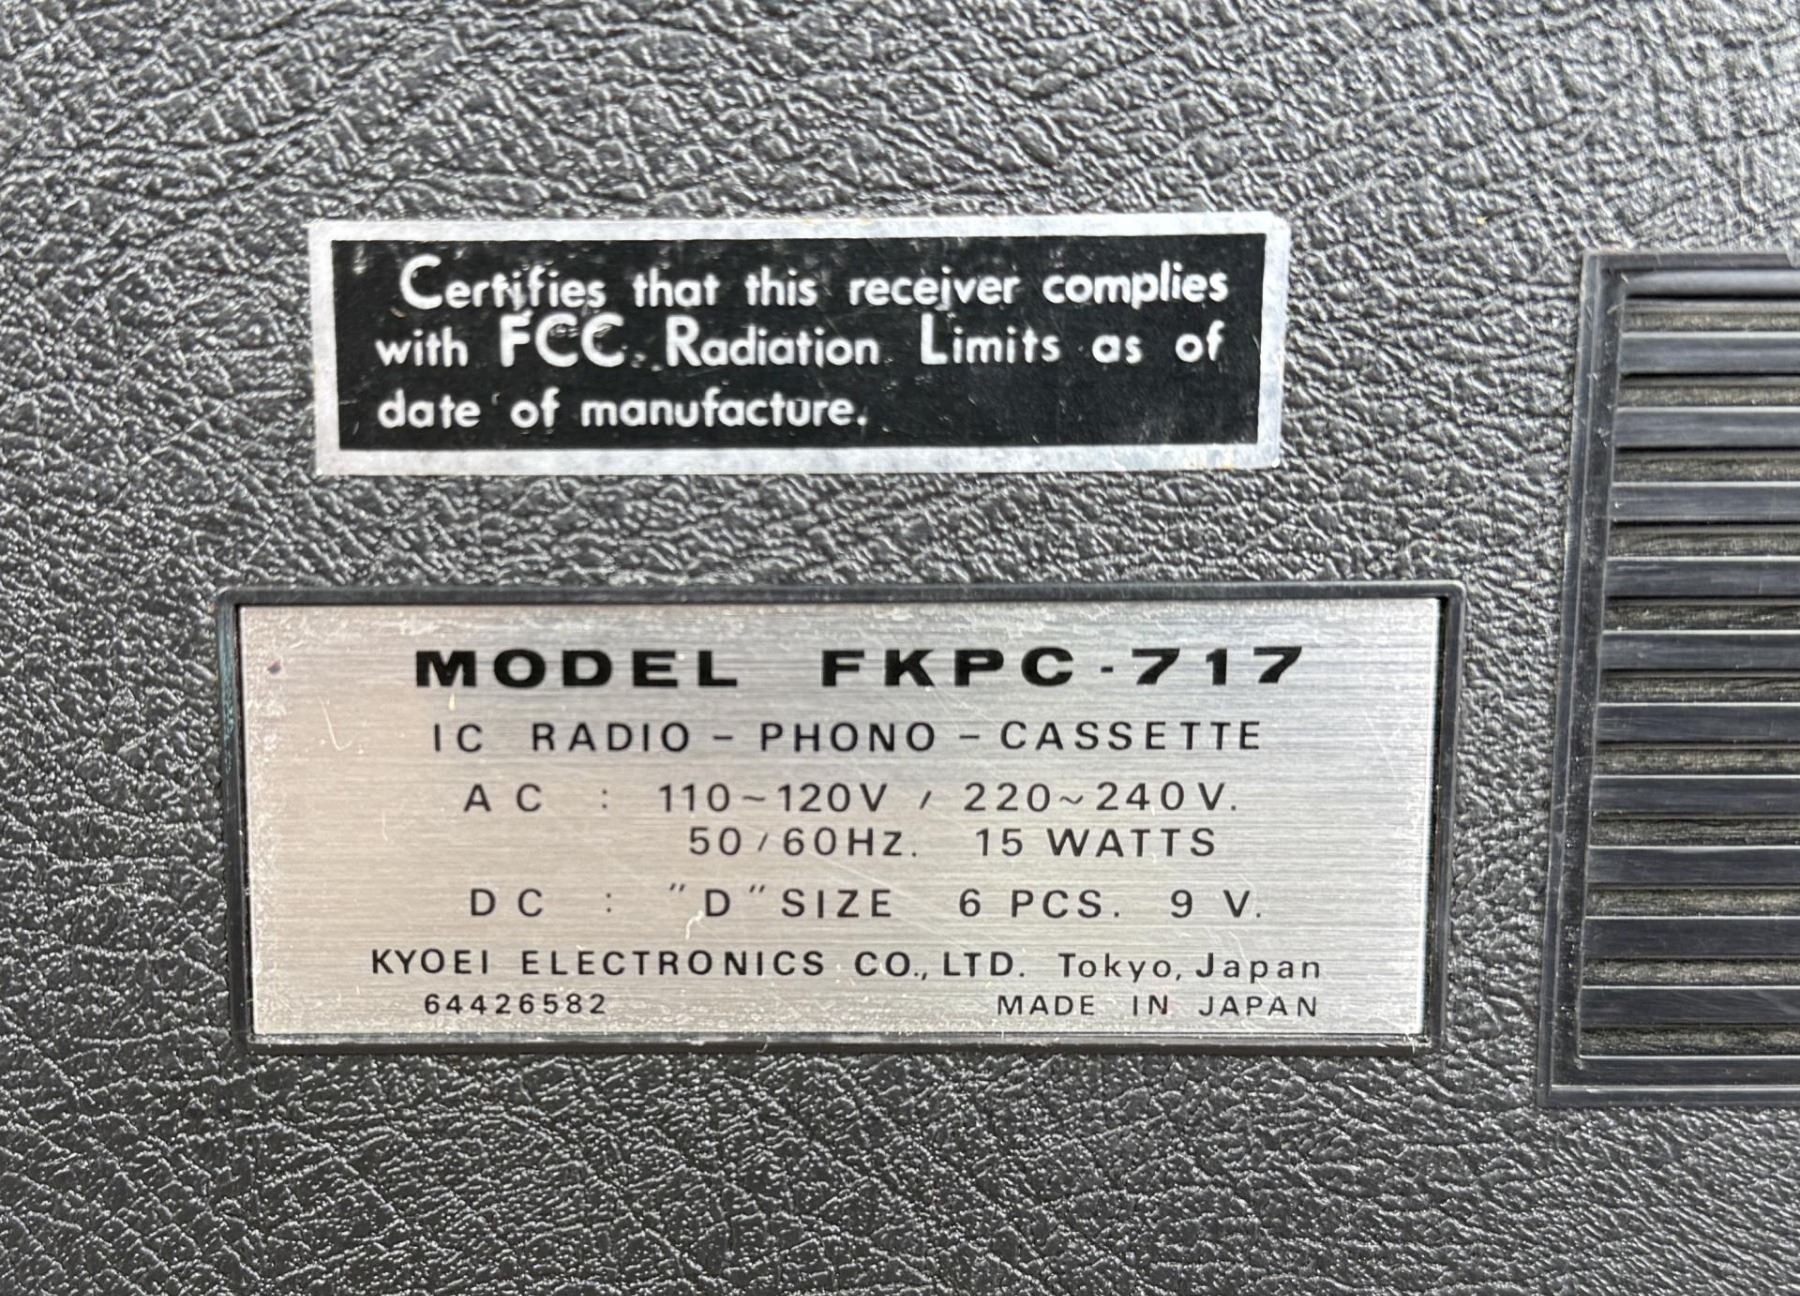 Certifies that this receiver complies
with FCC Radiation Limits as of
date of manufacture.
MODEL FKPC-717
IC RADIO – PHONO – CASSETTE
AC : 110~120V / 220~240V.
50/60Hz. 15 WATTS
DC : "D" SIZE 6 PCS. 9 V.
KYOEI ELECTRONICS CO., LTD. Tokyo, Japan
64426582 MADE IN JAPAN